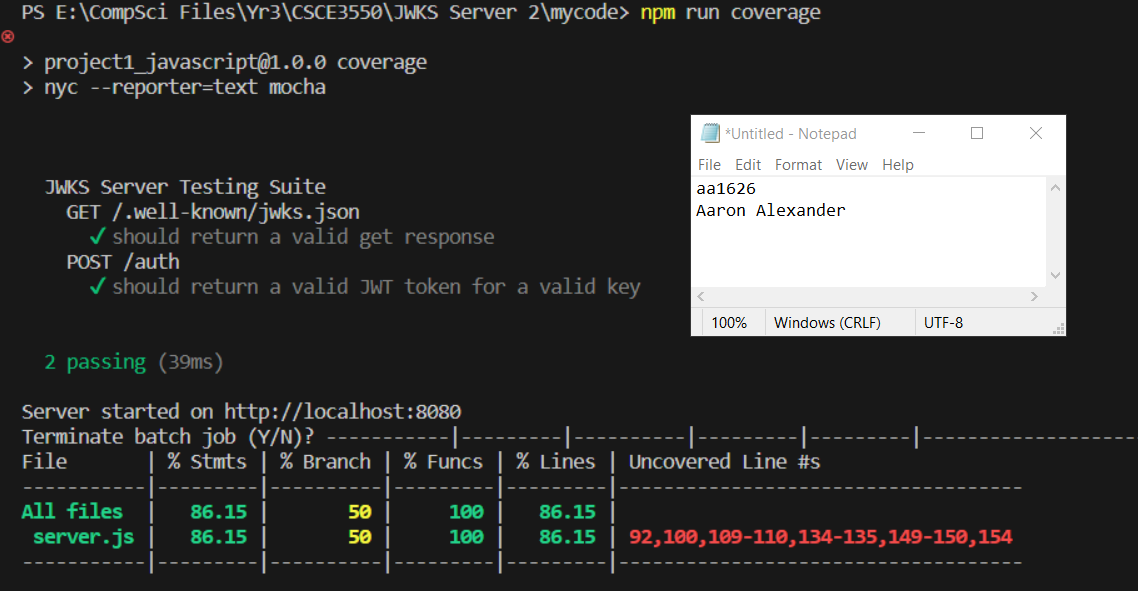 PS E:\CompSci Files\Yr3\CSCE3550\JWKS Server 2\mycode> npm run coverage
> project1_javascript@1.0.0 coverage
> nyc --reporter=text mocha
JWKS Server Testing Suite
GET /.well-known/jwks.json
✓ should return a valid get response
POST /auth
✓ should return a valid JWT token for a valid key
2 passing (39ms)
*Untitled - Notepad
File Edit Format View Help
aa1626
Aaron Alexander
100% Windows (CRLF) UTF-8
Server started on http://localhost:8080
Terminate batch job (Y/N)? -----------|---------|----------|---------|---------|-------------------
File | % Stmts | % Branch | % Funcs | % Lines | Uncovered Line #s
-----------|---------|----------|---------|---------|------------------------------------
All files | 86.15 | 50 | 100 | 86.15 |
server.js | 86.15 | 50 | 100 | 86.15 | 92,100,109-110,134-135,149-150,154
-----------|---------|----------|---------|---------|------------------------------------